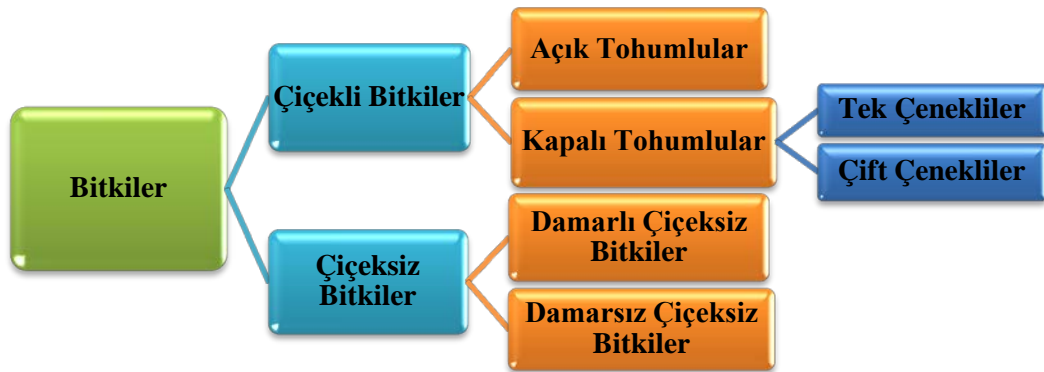 Bitkiler
Çiçekli Bitkiler
Açık Tohumlular
Kapalı Tohumlular
Tek Çenekliler
Çift Çenekliler
Çiçeksiz
Bitkiler
Damarlı Çiçeksiz
Bitkiler
Damarsız Çiçeksiz
Bitkiler